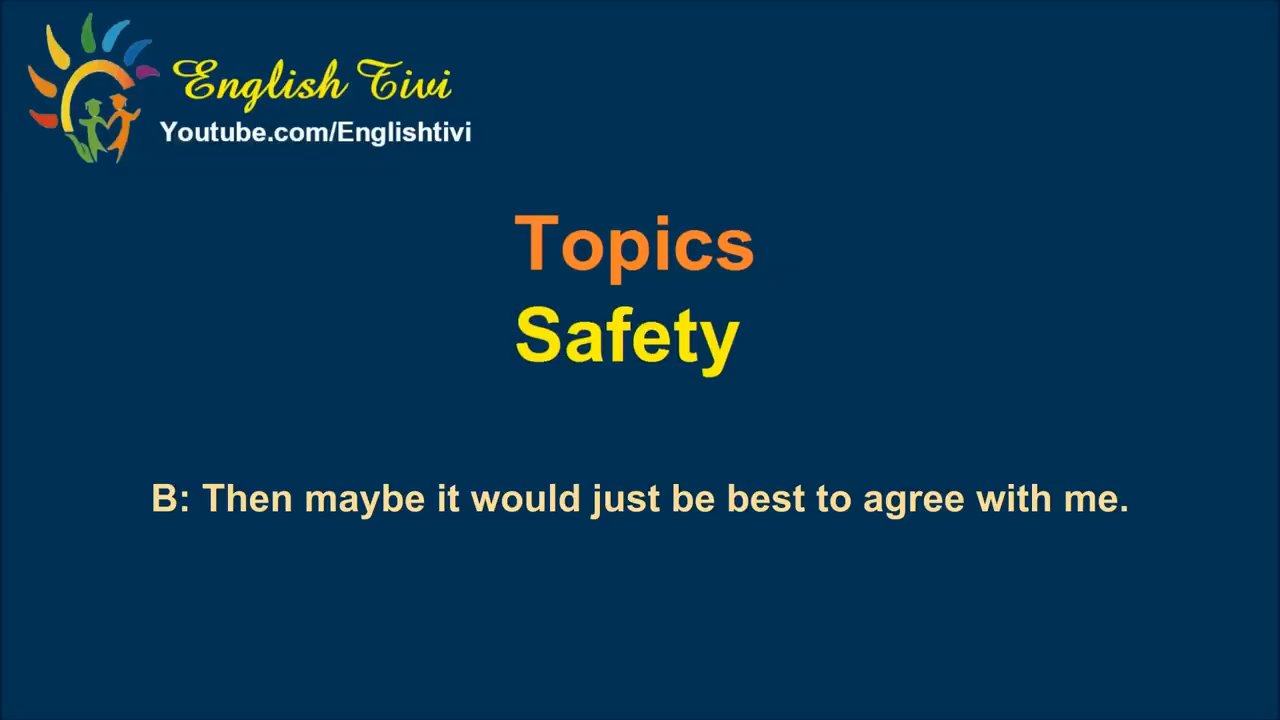 English Tivi
Youtube.com/Englishtivi
Topics
Safety
B: Then maybe it would just be best to agree with me.